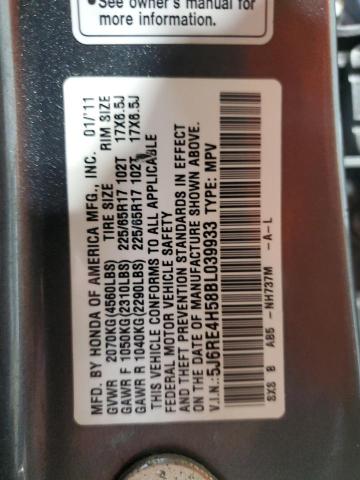 See owner's manual for
more information.
MFD. BY HONDA OF AMERICA MFG., INC. 01/'11
TIRE SIZE RIM SIZE
GVWR 2070KG(4560LBS)
GAWR F 1050KG(2310LBS) 225/65R17 102T 17X6.5J
GAWR R 1040KG(2290LBS) 225/65R17 102T 17X6.5J
THIS VEHICLE CONFORMS TO ALL APPLICABLE
FEDERAL MOTOR VEHICLE SAFETY
AND THEFT PREVENTION STANDARDS IN EFFECT
ON THE DATE OF MANUFACTURE SHOWN ABOVE.
V.I.N.: 5J6RE4H58BL039933 TYPE: MPV
SXS B AB5 -NH737M -A-L